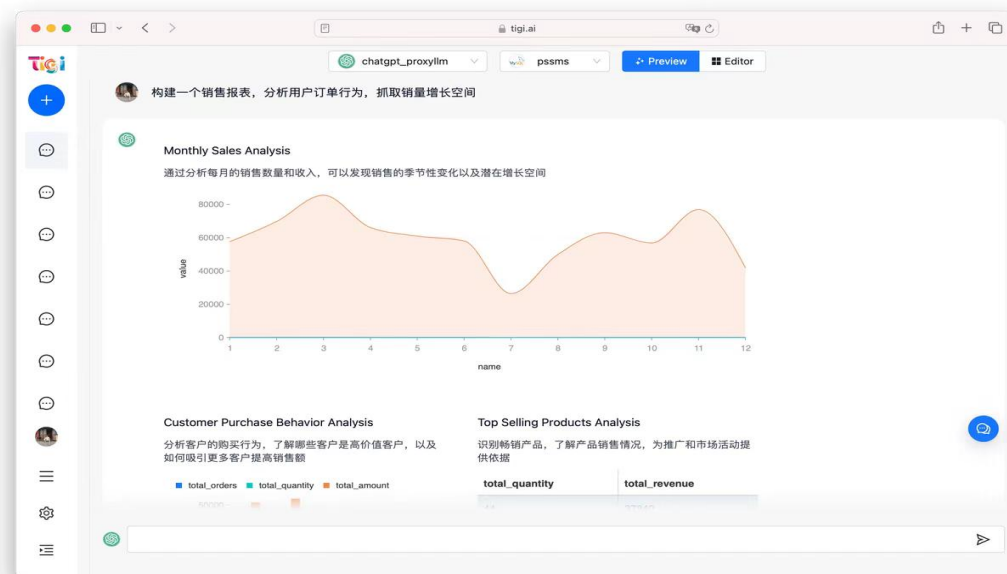 tigi.ai
Tigi
chatgpt_proxyllm
pssms
Preview
Editor
构建一个销售报表，分析用户订单行为，抓取销量增长空间
Monthly Sales Analysis
通过分析每月的销售数量和收入，可以发现销售的季节性变化以及潜在增长空间
80000
60000
40000
20000
0
value
1 2 3 4 5 6 7 8 9 10 11 12
name
Customer Purchase Behavior Analysis
分析客户的购买行为，了解哪些客户是高价值客户，以及
如何吸引更多客户提高销售额
total_orders total_quantity total_amount
Top Selling Products Analysis
识别畅销产品，了解产品销售情况，为推广和市场活动提
供依据
total_quantity total_revenue